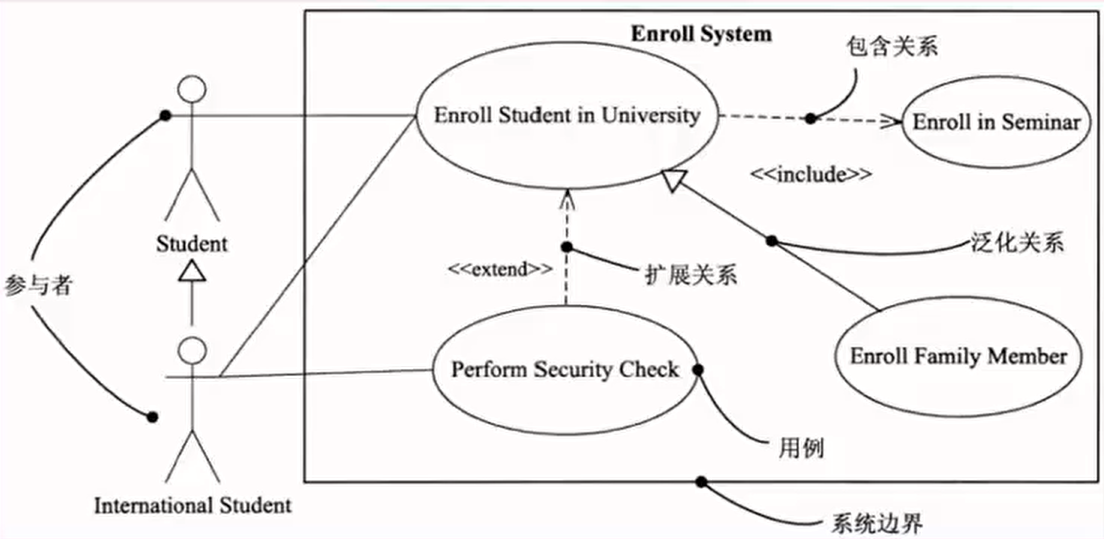 Enroll System
包含关系
Enroll Student in University
Enroll in Seminar
<<include>>
Student
泛化关系
<<extend>>
扩展关系
参与者
Enroll Family Member
Perform Security Check
用例
International Student
系统边界